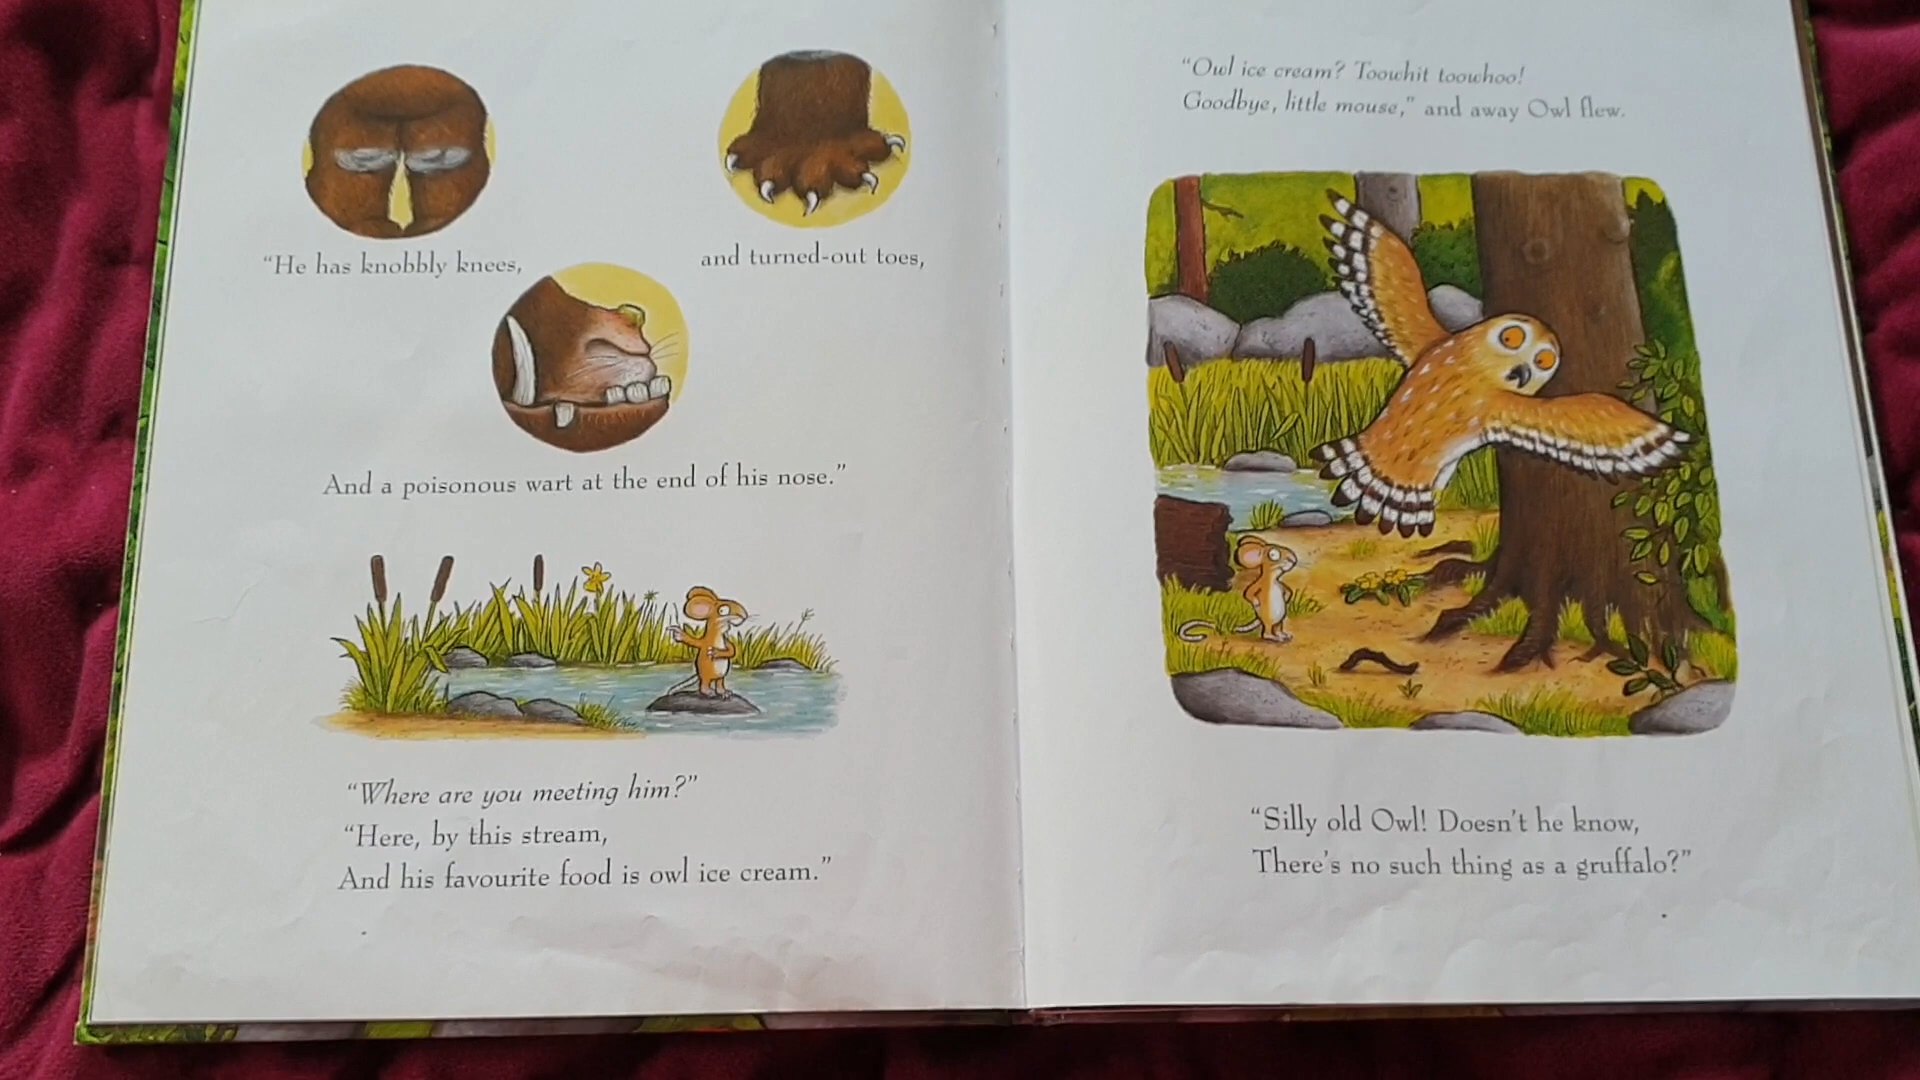 “He has knobbly knees,
and turned-out toes,
And a poisonous wart at the end of his nose.”
“Where are you meeting him?”
“Here, by this stream,
And his favourite food is owl ice cream.”
“Owl ice cream? Toowhit toowhoo!
Goodbye, little mouse,” and away Owl flew.
“Silly old Owl! Doesn't he know,
There's no such thing as a gruffalo?”